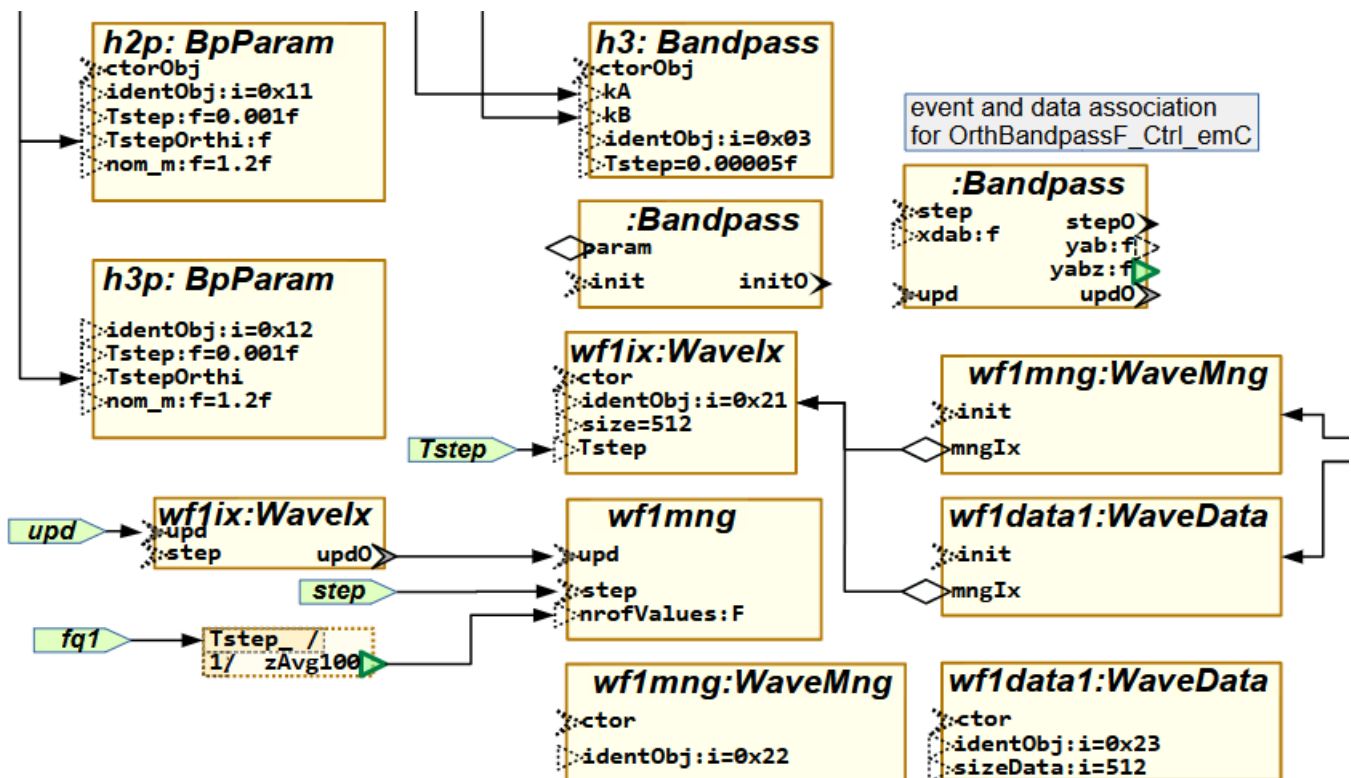 h2p: BpParam
ctorObj
identObj:i=0x11
Tstep:f=0.001f
TstepOrthi:f
nom_m:f=1.2f
h3: Bandpass
ctorObj
kA
kB
identObj:i=0x03
Tstep=0.00005f
event and data association
for OrthBandpassF_Ctrl_emC
:Bandpass
step
xdab:f
upd
stepO
yab:f
yabz:f
updO
:Bandpass
param
init
initO
h3p: BpParam
identObj:i=0x12
Tstep:f=0.001f
TstepOrthi
nom_m:f=1.2f
wf1ix:WaveIx
ctor
identObj:i=0x21
size=512
Tstep
Tstep
wf1mng:WaveMng
init
mngIx
upd
wf1ix:WaveIx
upd
step
updO
wf1mng
upd
step
nrofValues:F
step
fq1
Tstep_ /
1/ zAvg100
wf1data1:WaveData
init
mngIx
wf1mng:WaveMng
ctor
identObj:i=0x22
wf1data1:WaveData
ctor
identObj:i=0x23
sizeData:i=512